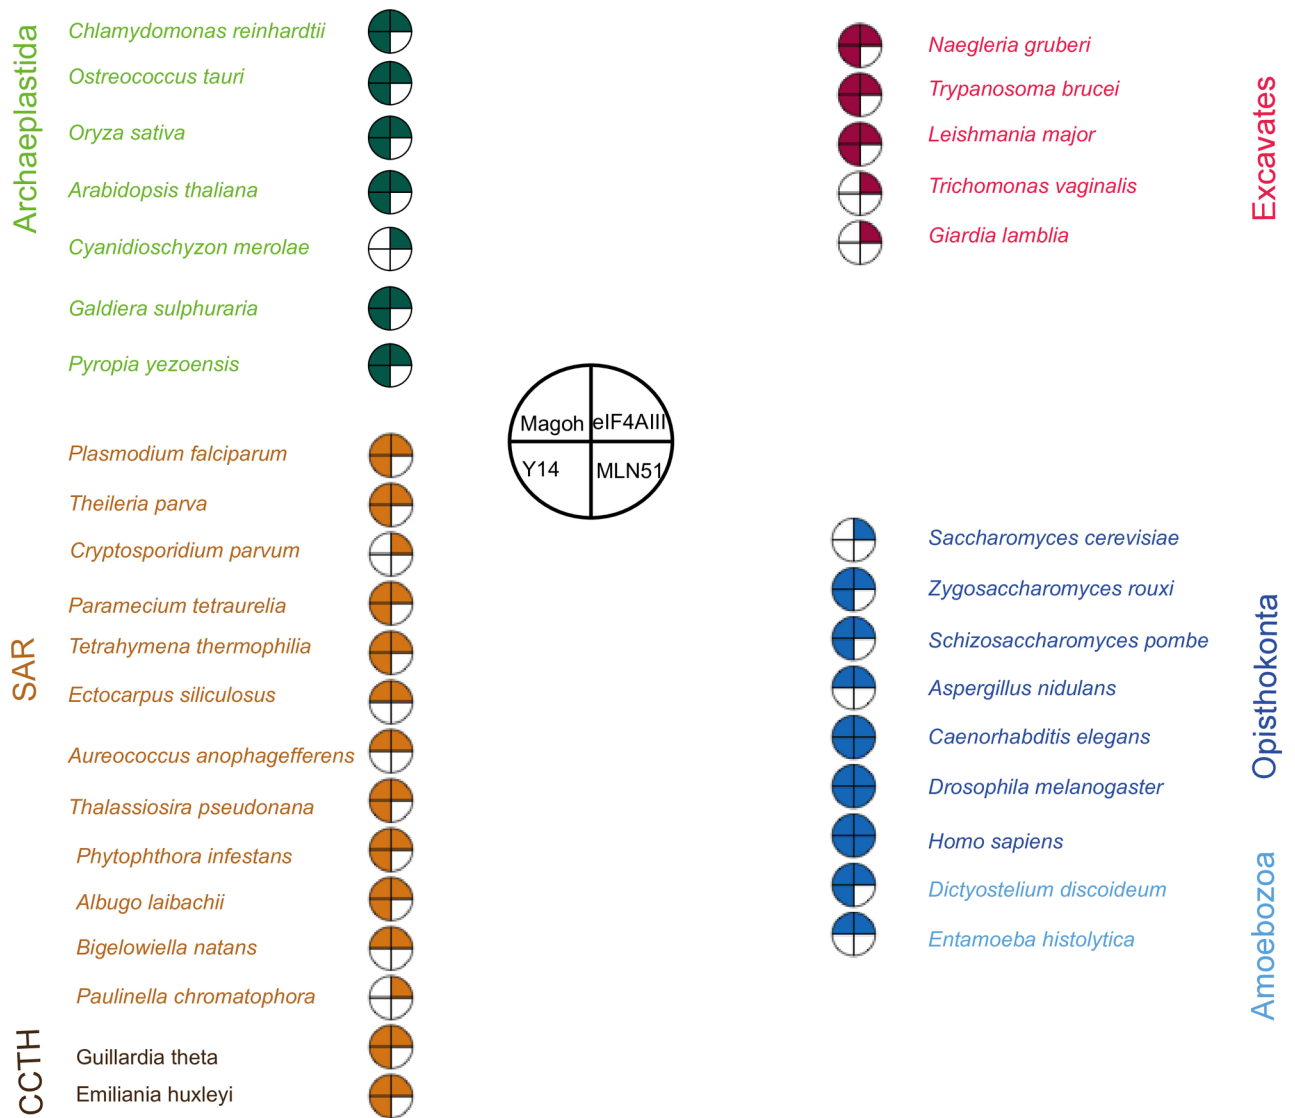 Archaeplastida
Chlamydomonas reinhardtii
Ostreococcus tauri
Oryza sativa
Arabidopsis thaliana
Cyanidioschyzon merolae
Galdiera sulphuraria
Pyropia yezoensis
SAR
Plasmodium falciparum
Theileria parva
Cryptosporidium parvum
Paramecium tetraurelia
Tetrahymena thermophilia
Ectocarpus siliculosus
Aureococcus anophagefferens
Thalassiosira pseudonana
Phytophthora infestans
Albugo laibachii
Bigelowiella natans
Paulinella chromatophora
CCTH
Guillardia theta
Emiliania huxleyi
Magoh eIF4AIII
Y14 MLN51
Excavates
Naegleria gruberi
Trypanosoma brucei
Leishmania major
Trichomonas vaginalis
Giardia lamblia
Opisthokonta
Saccharomyces cerevisiae
Zygosaccharomyces rouxi
Schizosaccharomyces pombe
Aspergillus nidulans
Caenorhabditis elegans
Drosophila melanogaster
Homo sapiens
Amoebozoa
Dictyostelium discoideum
Entamoeba histolytica